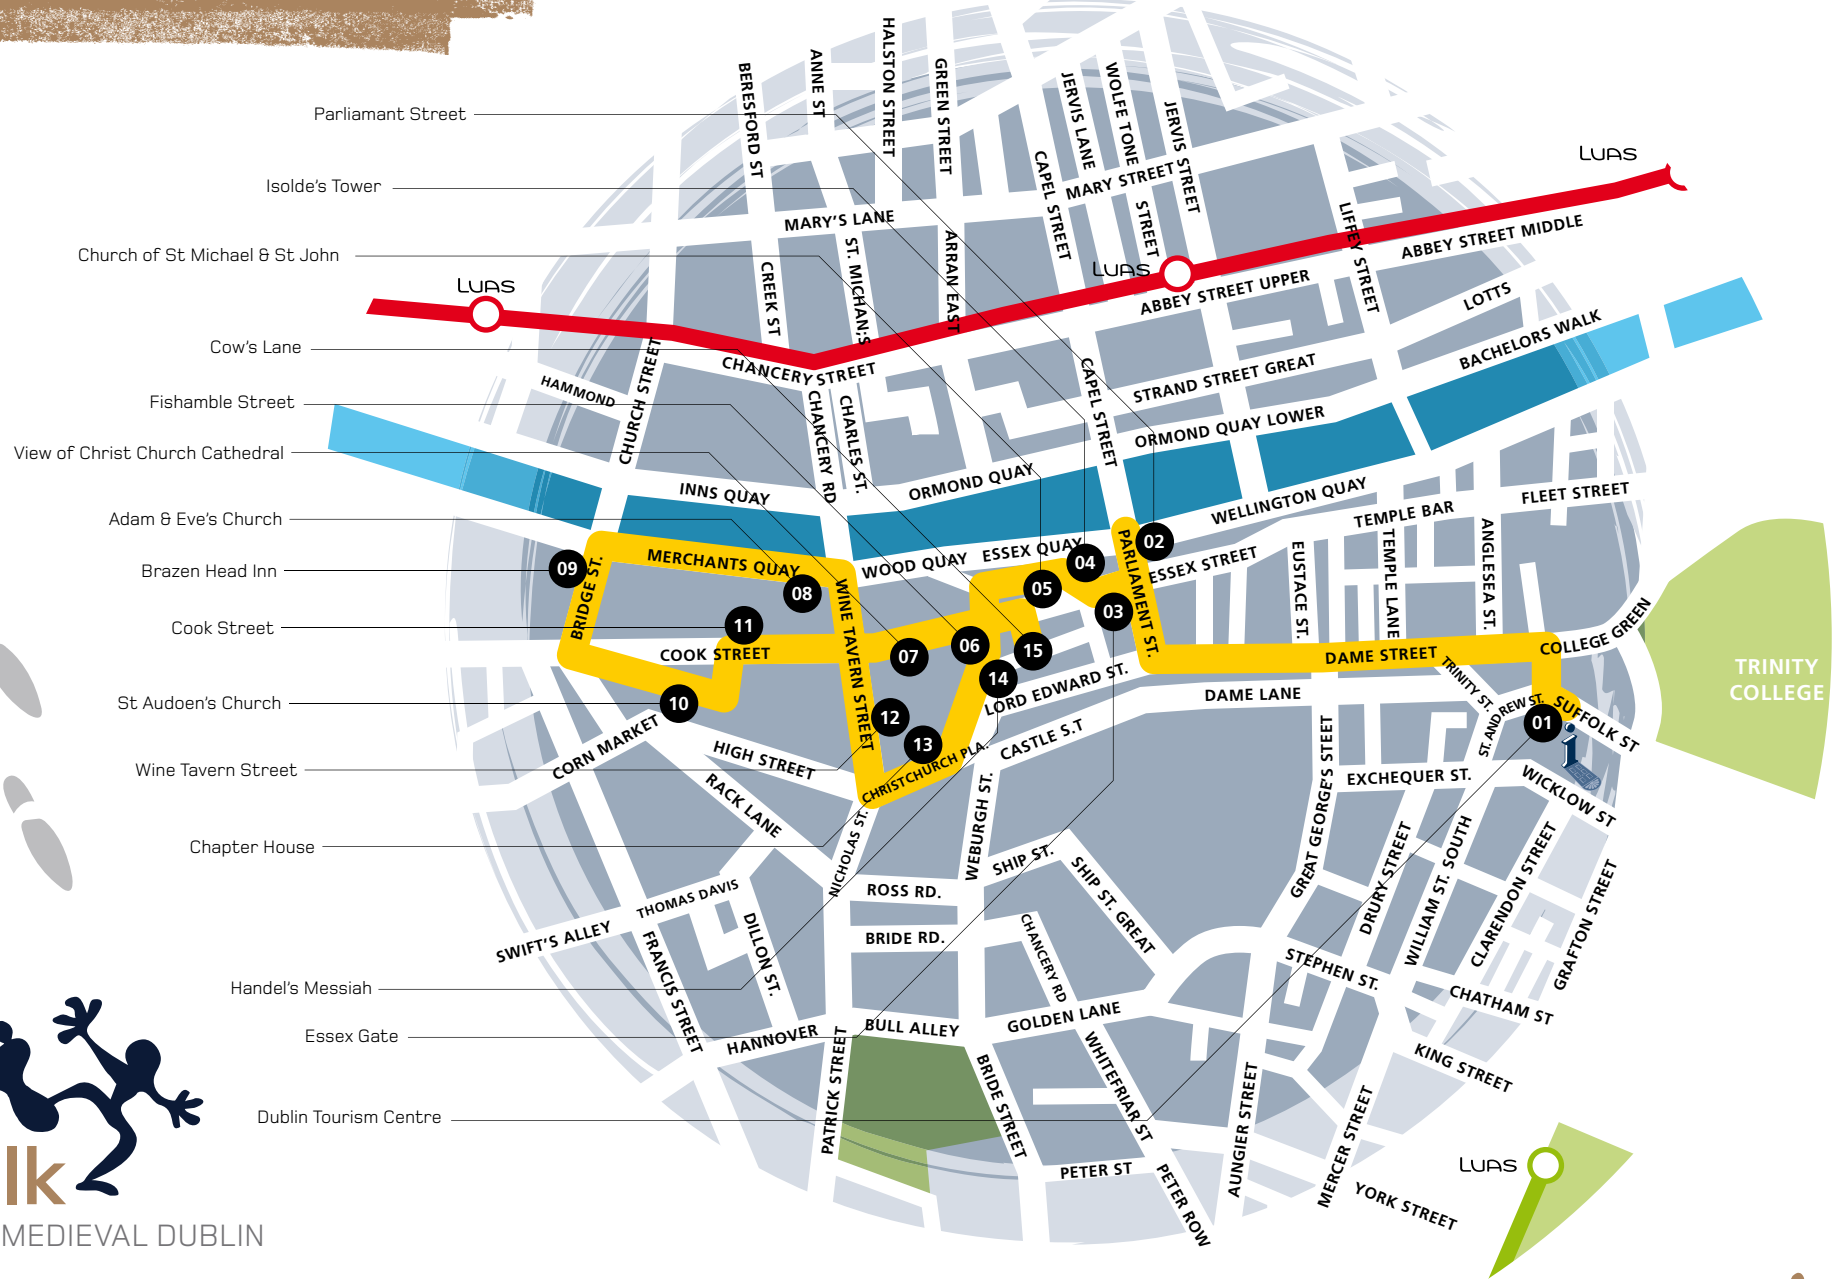 Parliamant Street
Isolde's Tower
Church of St Michael & St John
Cow's Lane
Fishamble Street
View of Christ Church Cathedral
Adam & Eve's Church
Brazen Head Inn
Cook Street
St Audoen's Church
Wine Tavern Street
Chapter House
Handel's Messiah
Essex Gate
Dublin Tourism Centre
lk
MEDIEVAL DUBLIN
BERESFORD ST
ANNE ST
HALSTON STREET
GREEN STREET
CAPEL STREET
JERVIS LANE
WOLFE TONE
STREET
JERVIS STREET
MARY STREET
MARY'S LANE
CREEK ST
ST. MICHAN;S
ARRAN EAST
LIFFEY STREET
LUAS
LUAS
LUAS
ABBEY STREET MIDDLE
ABBEY STREET UPPER
LOTTS
BACHELORS WALK
CHANCERY STREET
HAMMOND
CHURCH STREET
CHANCERY RD
CHARLES ST.
CAPEL STREET
STRAND STREET GREAT
ORMOND QUAY LOWER
ORMOND QUAY
INNS QUAY
WELLINGTON QUAY
TEMPLE BAR
FLEET STREET
MERCHANTS QUAY
WOOD QUAY
ESSEX QUAY
ESSEX STREET
PARLIAMENT ST.
EUSTACE ST.
TEMPLE LANE
ANGLESEA ST.
COLLEGE GREEN
TRINITY
COLLEGE
BRIDGE ST.
COOK STREET
WINE TAVERN STREET
LORD EDWARD ST.
DAME STREET
DAME LANE
TRINITY ST.
ST. ANDREW ST.
SUFFOLK ST
01
02
03
04
05
06
07
08
09
10
11
12
13
14
15
i
CORN MARKET
HIGH STREET
RACK LANE
CHRISTCHURCH PLA.
CASTLE S.T
NICHOLAS ST.
WEBURGH ST.
SHIP ST.
SHIP ST. GREAT
GREAT GEORGE'S STEET
EXCHEQUER ST.
WICKLOW ST
DRURY STREET
WILLIAM ST. SOUTH
CLARENDON STREET
GRAFTON STREET
THOMAS DAVIS
SWIFT'S ALLEY
DILLON ST.
FRANCIS STREET
ROSS RD.
BRIDE RD.
CHANCERY RD
STEPHEN ST.
CHATHAM ST
KING STREET
HANNOVER
BULL ALLEY
GOLDEN LANE
PATRICK STREET
BRIDE STREET
WHITEFRIAR ST
PETER ST
PETER ROW
AUNGIER STREET
MERCER STREET
YORK STREET
LUAS